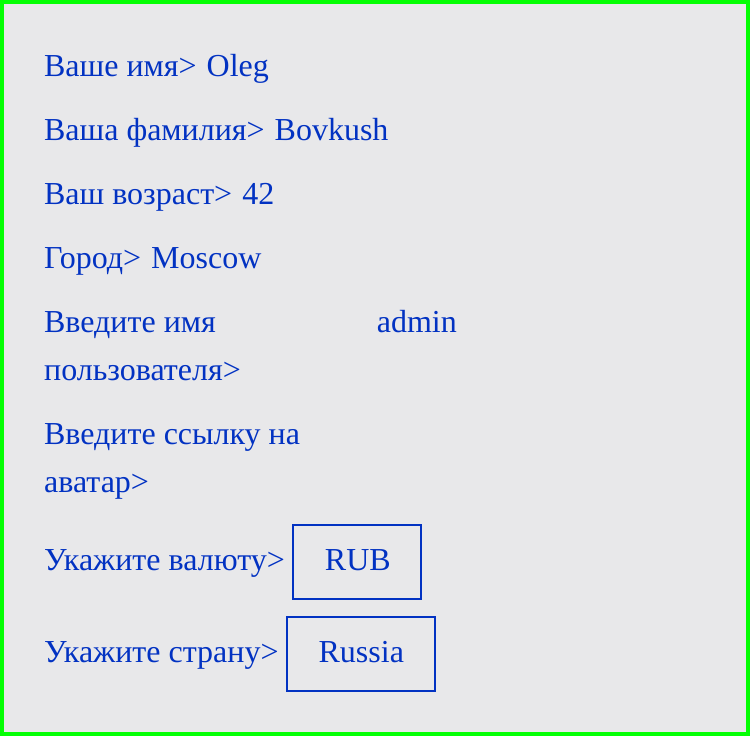 Ваше имя> Oleg
Ваша фамилия> Bovkush
Ваш возраст> 42
Город> Moscow
Введите имя admin
пользователя>
Введите ссылку на
аватар>
Укажите валюту> RUB
Укажите страну> Russia